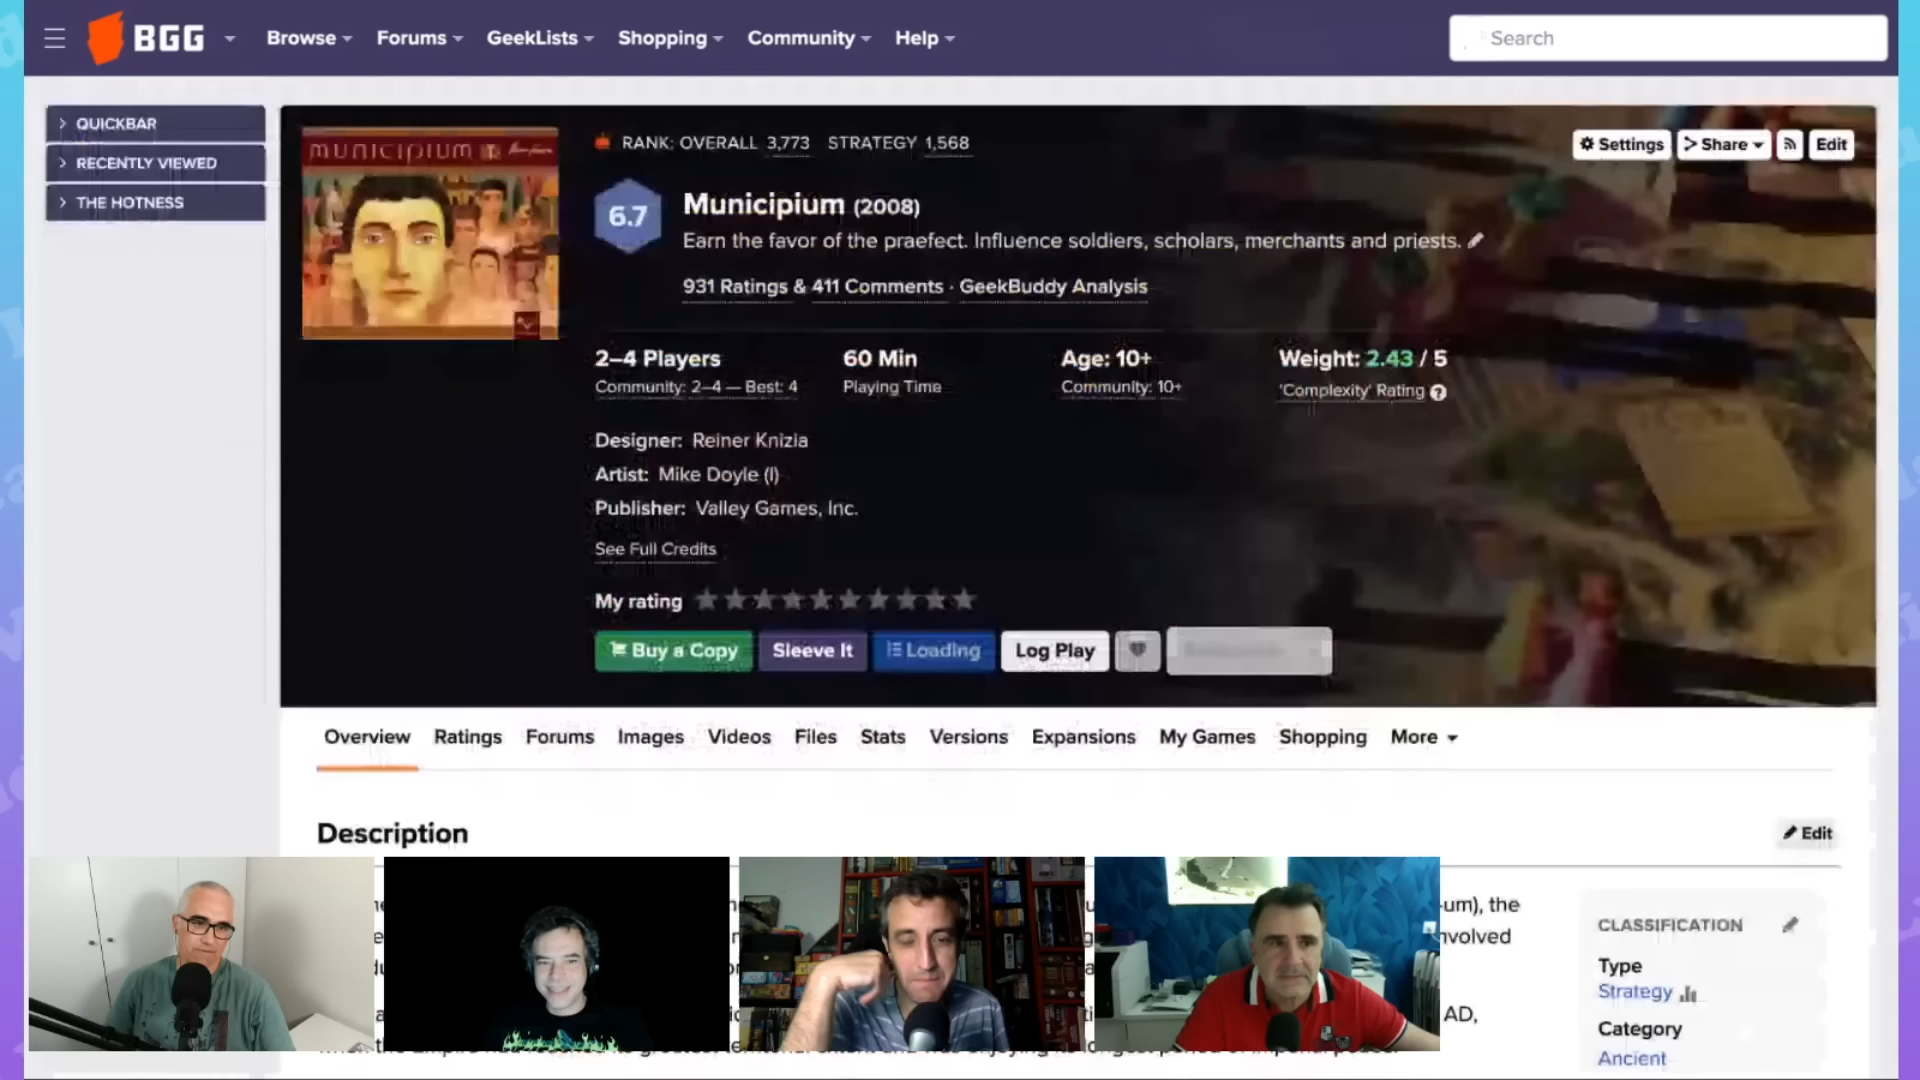 BGG
Browse
Forums
GeekLists
Shopping
Community
Help
Search
QUICKBAR
RECENTLY VIEWED
THE HOTNESS
MUNICIPIUM
RANK: OVERALL 3,773 STRATEGY 1,568
Settings
Share
Edit
6.7
Municipium (2008)
Earn the favor of the praefect. Influence soldiers, scholars, merchants and priests.
931 Ratings & 411 Comments · GeekBuddy Analysis
2–4 Players
Community: 2–4 — Best: 4
60 Min
Playing Time
Age: 10+
Community: 10+
Weight: 2.43 / 5
'Complexity' Rating
Designer: Reiner Knizia
Artist: Mike Doyle (I)
Publisher: Valley Games, Inc.
See Full Credits
My rating
Buy a Copy
Sleeve It
Loading
Log Play
Overview
Ratings
Forums
Images
Videos
Files
Stats
Versions
Expansions
My Games
Shopping
More
Description
Edit
-um), the
nvolved
AD,
CLASSIFICATION
Type
Strategy
Category
Ancient